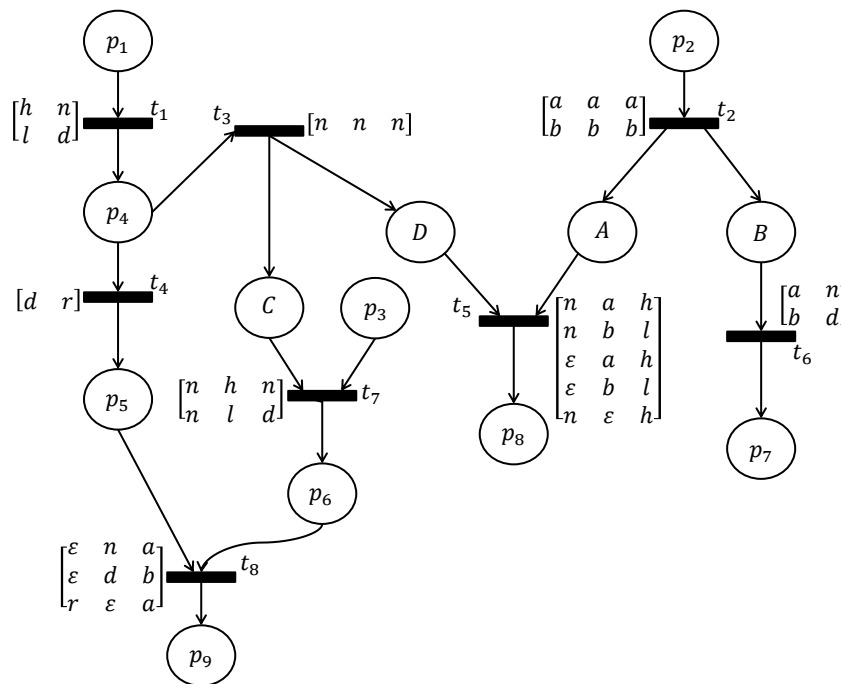 p₁
p₂
[h n
l d]
t₁
t₃
[n n n]
[a a a
b b b]
t₂
p₄
D
A
B
[d r]
t₄
C
p₃
t₅
[n a h
n b l
ε a h
ε b l
n ε h]
[a n
b d
t₆
p₅
[n h n
n l d]
t₇
p₈
p₇
p₆
[ε n a
ε d b
r ε a]
t₈
p₉